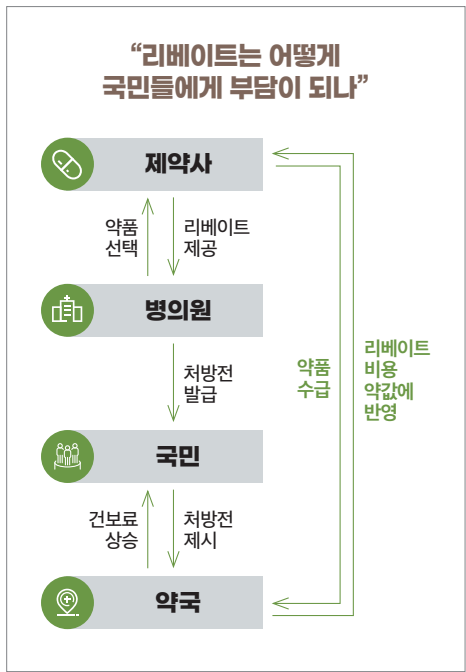 “리베이트는 어떻게
국민들에게 부담이 되나”
제약사
약품
선택
리베이트
제공
병의원
처방전
발급
약품
수급
리베이트
비용
약값에
반영
국민
건보료
상승
처방전
제시
약국